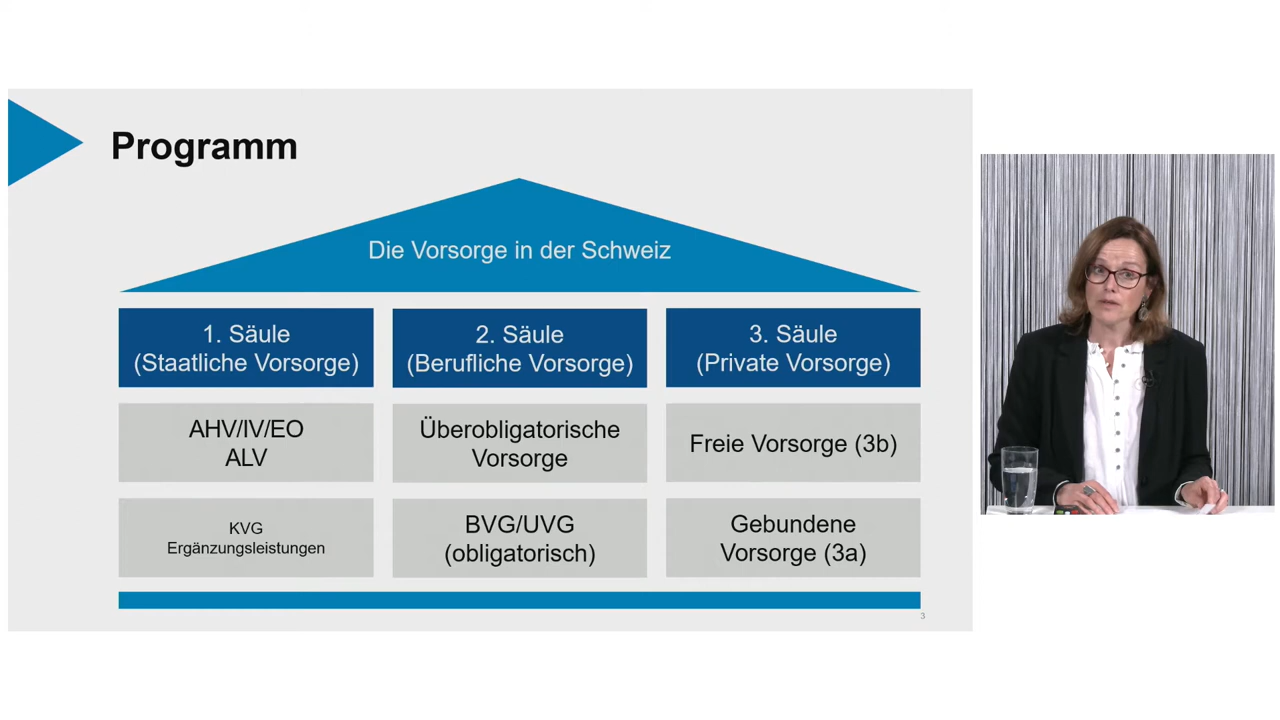 Programm
Die Vorsorge in der Schweiz
1. Säule
(Staatliche Vorsorge)
2. Säule
(Berufliche Vorsorge)
3. Säule
(Private Vorsorge)
AHV/IV/EO
ALV
Überobligatorische
Vorsorge
Freie Vorsorge (3b)
KVG
Ergänzungsleistungen
BVG/UVG
(obligatorisch)
Gebundene
Vorsorge (3a)
3